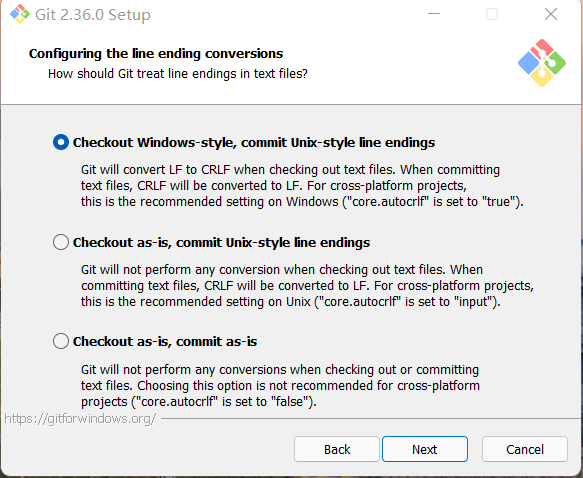 Git 2.36.0 Setup
Configuring the line ending conversions
How should Git treat line endings in text files?
Checkout Windows-style, commit Unix-style line endings
Git will convert LF to CRLF when checking out text files. When committing
text files, CRLF will be converted to LF. For cross-platform projects,
this is the recommended setting on Windows ("core.autocrlf" is set to "true").
Checkout as-is, commit Unix-style line endings
Git will not perform any conversion when checking out text files. When
committing text files, CRLF will be converted to LF. For cross-platform projects,
this is the recommended setting on Unix ("core.autocrlf" is set to "input").
Checkout as-is, commit as-is
Git will not perform any conversions when checking out or committing
text files. Choosing this option is not recommended for cross-platform
projects ("core.autocrlf" is set to "false").
https://gitforwindows.org/
Back Next Cancel